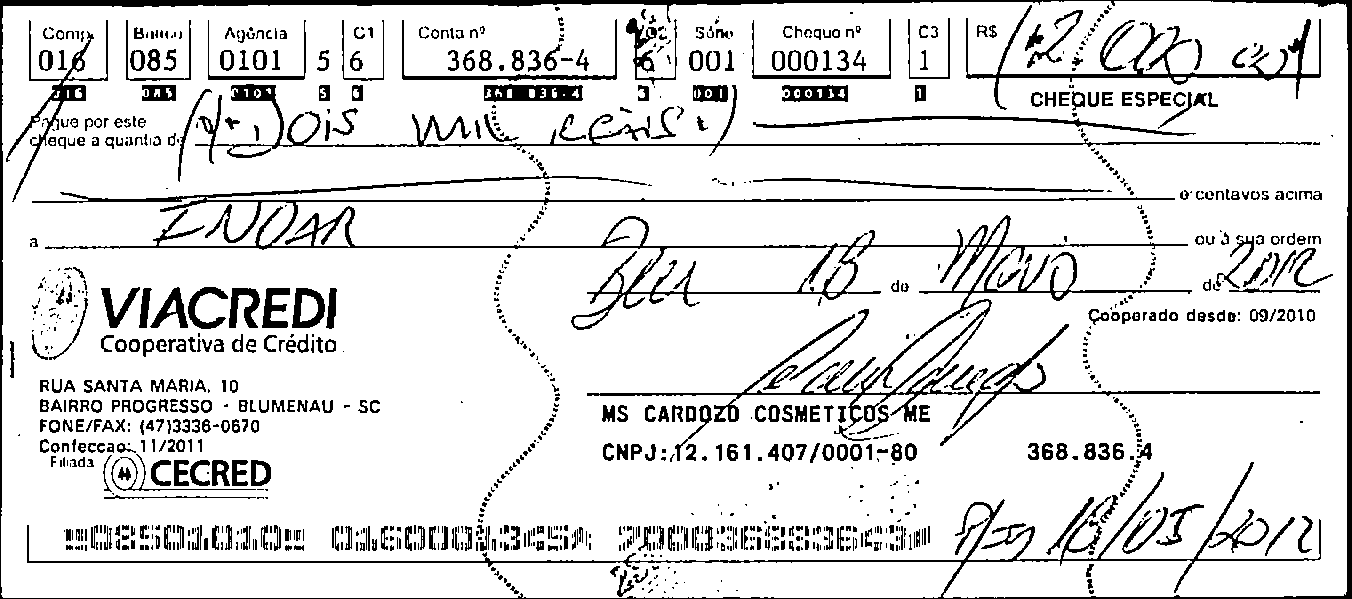 Comp. Banco Agência C1 Conta nº Série Cheque nº C3 R$
016 085 0101 5 6 368.836-4 6 001 000134 1 (2.000,00)
016 085 0101 5 6 368 836-4 6 001 000134 1 CHEQUE ESPECIAL
Pague por este
cheque a quantia de (DOIS MIL REAIS)
e centavos acima
a INOAR ou à sua ordem
Blu 18 de Maio de 2012
VIACREDI
Cooperativa de Crédito
Cooperado desde: 09/2010
RUA SANTA MARIA, 10
BAIRRO PROGRESSO - BLUMENAU - SC
FONE/FAX: (47)3336-0670
Confeccao: 11/2011
Filiada
CECRED
MS CARDOZO COSMETICOS ME
CNPJ:12.161.407/0001-80 368.836.4
18/05/2012